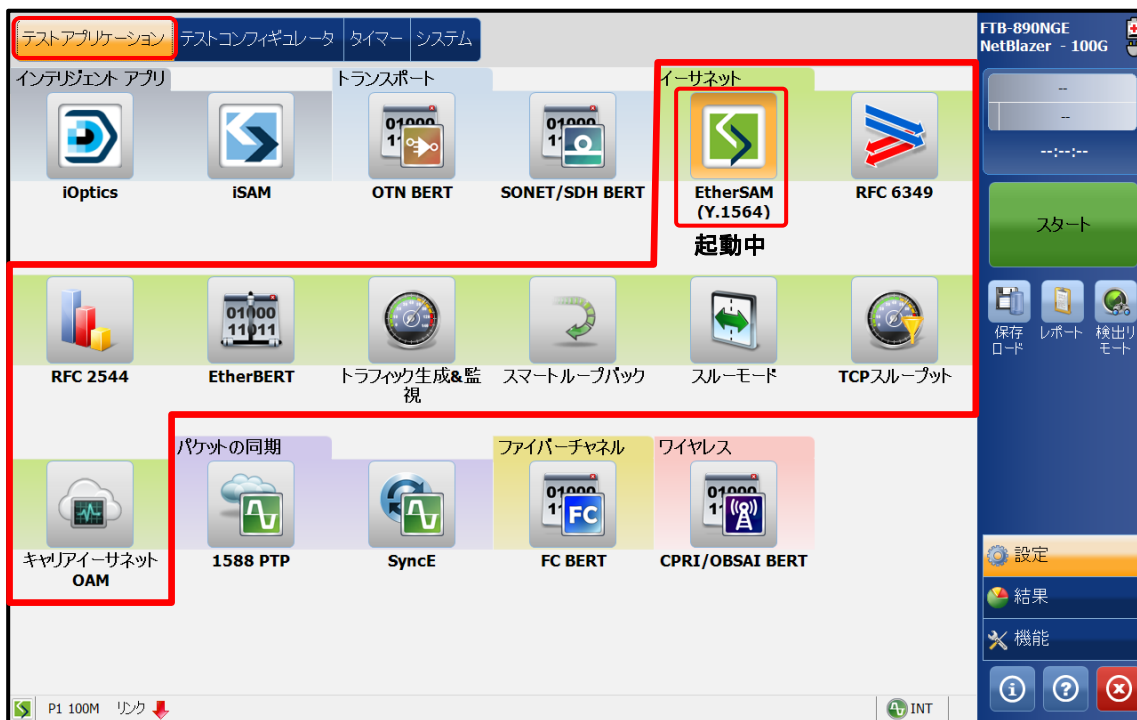 テストアプリケーション テストコンフィギュレータ タイマー システム
FTB-890NGE
NetBlazer - 100G
インテリジェント アプリ トランスポート イーサネット
iOptics iSAM OTN BERT SONET/SDH BERT EtherSAM (Y.1564) RFC 6349
起動中
--
--
--:--:--
スタート
保存 ロード レポート 検出リモート
RFC 2544 EtherBERT トラフィック生成&監視 スマートループバック スルーモード TCPスループット
パケットの同期 ファイバーチャネル ワイヤレス
キャリアイーサネット OAM 1588 PTP SyncE FC BERT CPRI/OBSAI BERT
設定
結果
機能
P1 100M リンク INT